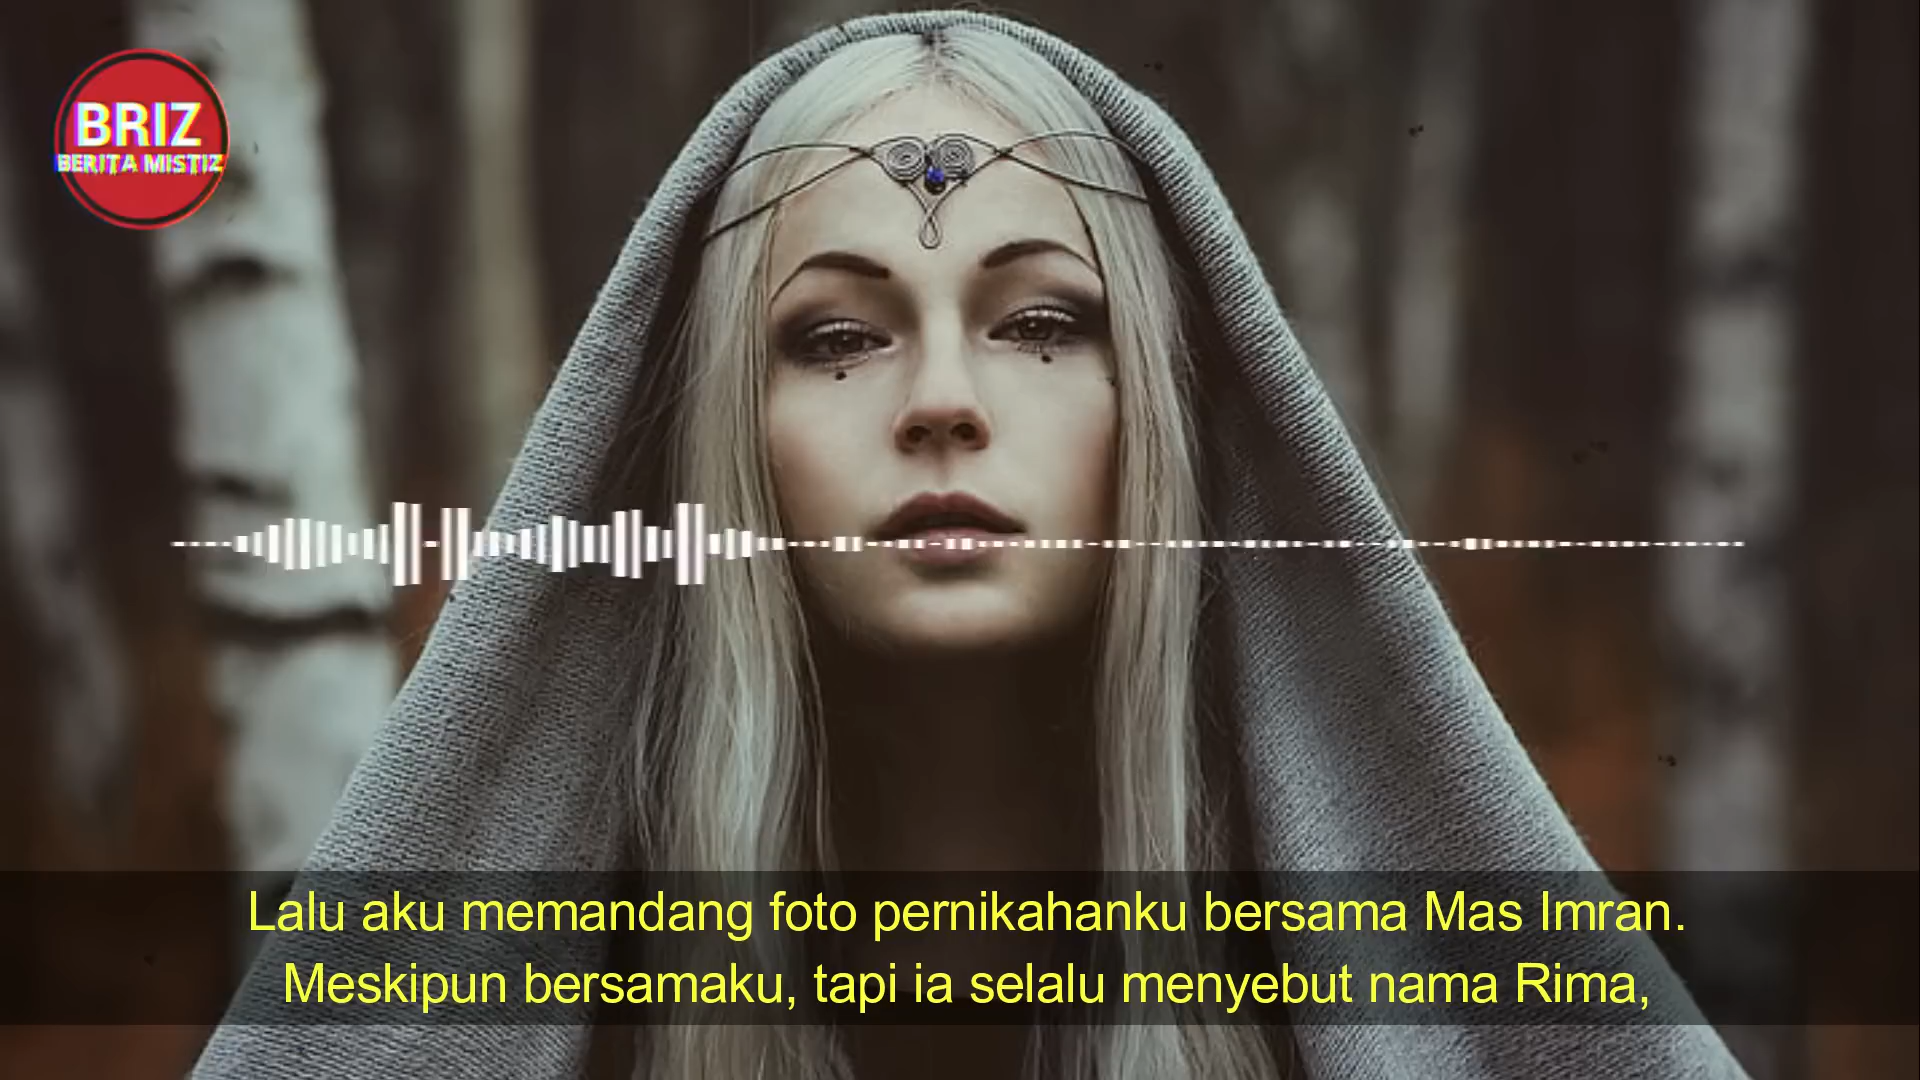 BRIZ
BERITA MISTIZ
Lalu aku memandang foto pernikahanku bersama Mas Imran.
Meskipun bersamaku, tapi ia selalu menyebut nama Rima,